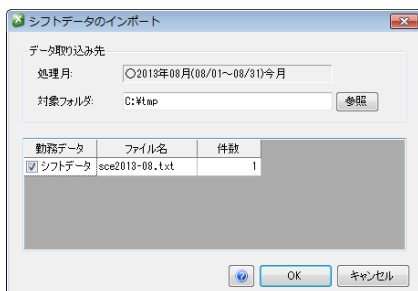 シフトデータのインポート
データ取り込み先
処理月:
○2013年08月(08/01～08/31)今月
対象フォルダ:
C:¥tmp
参照
勤務データ ファイル名 件数
シフトデータ sce2013-08.txt 1
OK
キャンセル